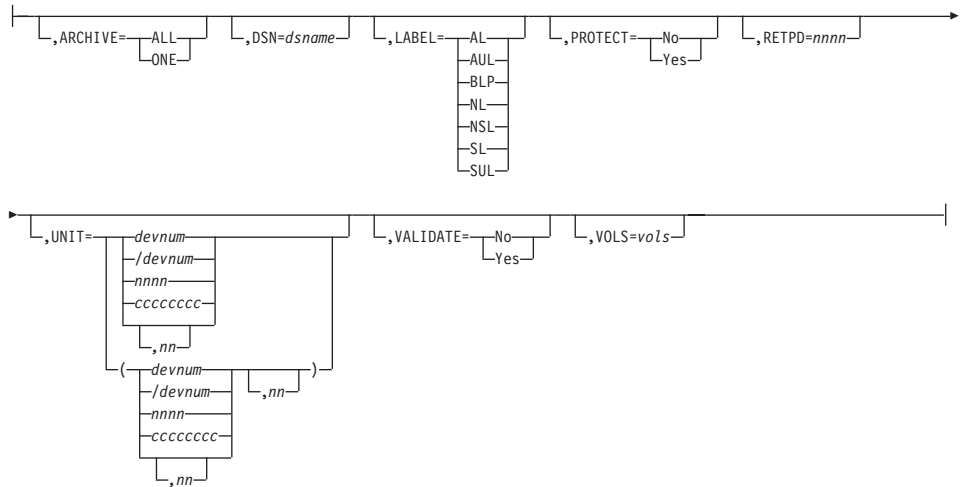 ,ARCHIVE= ALL ,DSN=dsname ,LABEL= AL ,PROTECT= No ,RETPD=nnnn
ONE AUL Yes
BLP
NL
NSL
SL
SUL
,UNIT= devnum ,VALIDATE= No ,VOLS=vols
/devnum Yes
nnnn
cccccccc
,nn
( devnum )
/devnum ,nn
nnnn
cccccccc
,nn